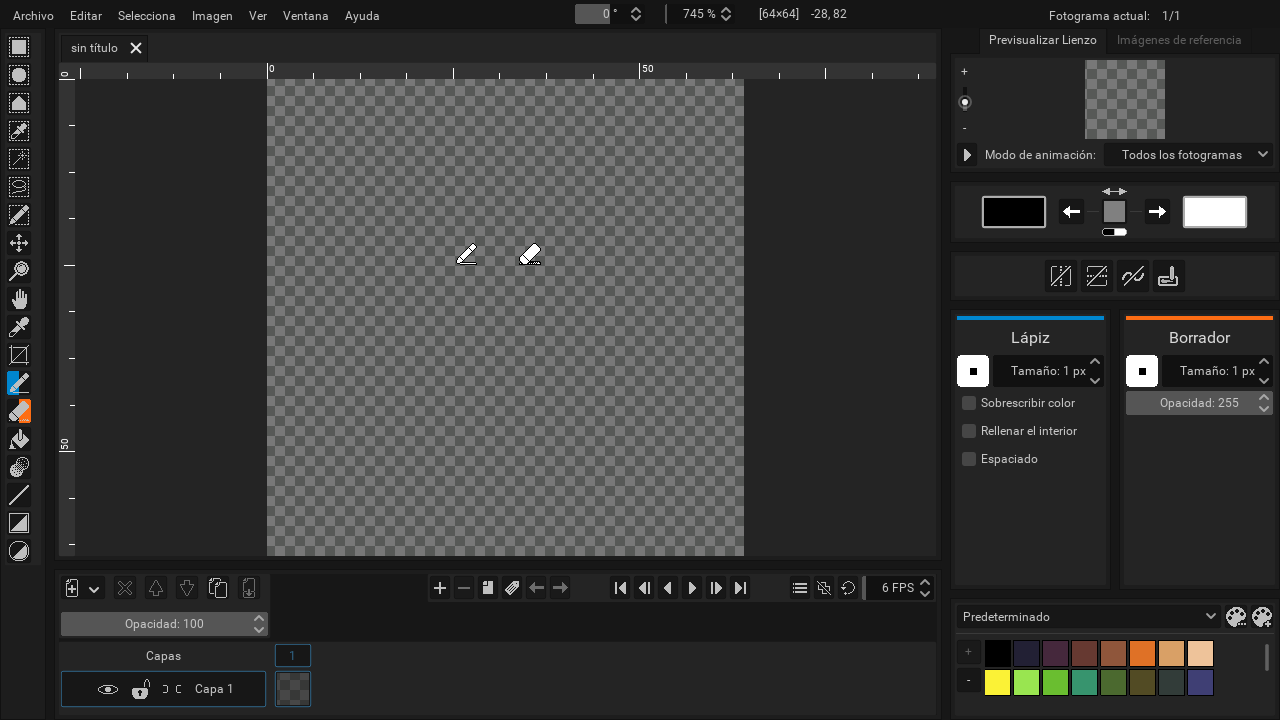 Archivo Editar Selecciona Imagen Ver Ventana Ayuda 0 ° 745 % [64×64] -28, 82 Fotograma actual: 1/1
sin título
Previsualizar Lienzo Imágenes de referencia
0 50
0
50
+
-
Modo de animación: Todos los fotogramas
Lápiz
Tamaño: 1 px
Sobrescribir color
Rellenar el interior
Espaciado
Borrador
Tamaño: 1 px
Opacidad: 255
6 FPS
Opacidad: 100
Capas 1
Capa 1
Predeterminado
+
-